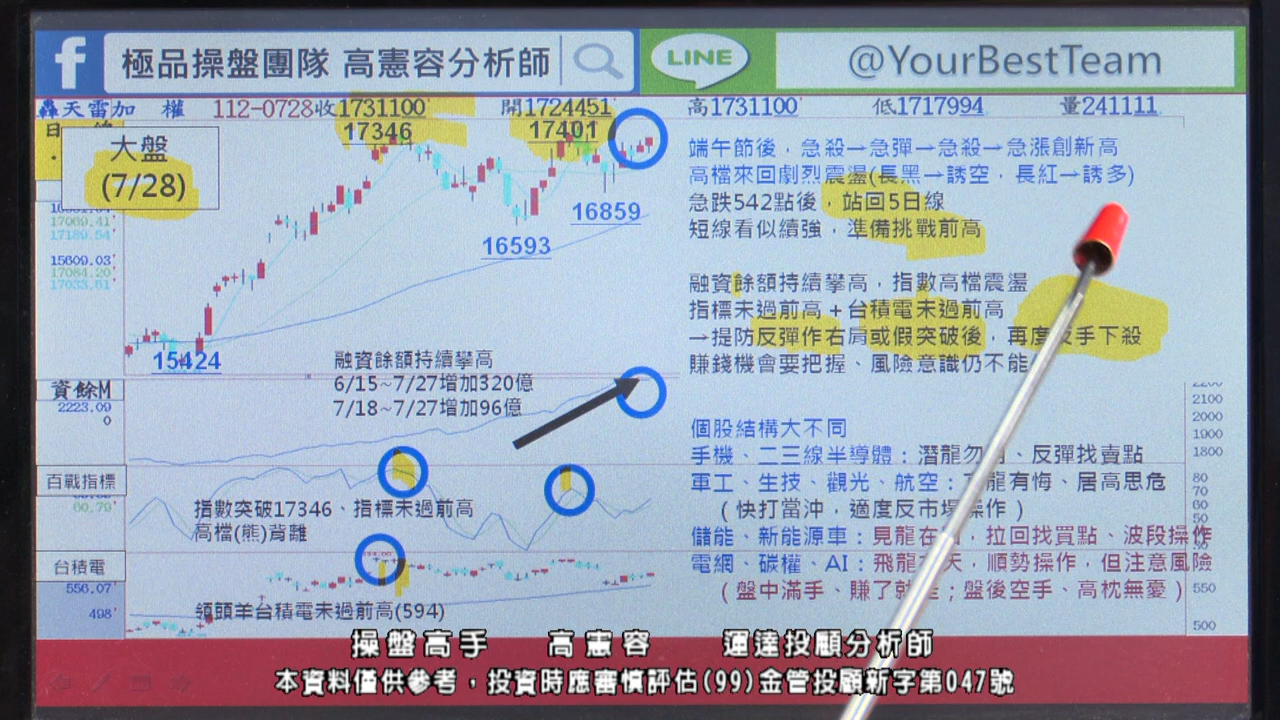 f 極品操盤團隊 高憲容分析師 LINE @YourBestTeam
轟天雷加 權 112-0728收1731100 開1724451 高1731100 低1717994 量241111
大盤
(7/28)
17346
17401
16859
16593
15424
17069.41
17189.54
15609.03
17084.20
17033.61
端午節後，急殺→急彈→急殺→急漲創新高
高檔來回劇烈震盪(長黑→誘空，長紅→誘多)
急跌542點後，站回5日線
短線看似續強，準備挑戰前高
融資餘額持續攀高，指數高檔震盪
指標未過前高+台積電未過前高
→提防反彈作右肩或假突破後，再度反手下殺
賺錢機會要把握、風險意識仍不能
融資餘額持續攀高
6/15~7/27增加320億
7/18~7/27增加96億
資餘M
2223.09
0
2100
2000
1900
1800
個股結構大不同
手機、二三線半導體：潛龍勿 、反彈找賣點
軍工、生技、觀光、航空： 龍有悔、居高思危
(快打當沖，適度反市場操作)
儲能、新能源車：見龍在 ，拉回找買點、波段操作
電網、碳權、AI：飛龍 天，順勢操作，但注意風險
(盤中滿手、賺了就 ；盤後空手、高枕無憂)
百戰指標
60.79
80
70
60
50
指數突破17346、指標未過前高
高檔(熊)背離
台積電
556.07
498
550
500
領頭羊台積電未過前高(594)
操盤高手 高憲容 運達投顧分析師
本資料僅供參考，投資時應審慎評估(99)金管投顧新字第047號